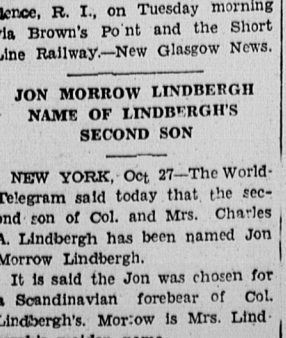 lence, R. I., on Tuesday morning
via Brown's Po nt and the Short
Line Railway.—New Glasgow News.
JON MORROW LINDBERGH
NAME OF LINDBERGH'S
SECOND SON
NEW YORK, Oct 27—The World-
Telegram said today that the sec-
ond son of Col. and Mrs. Charles
A. Lindbergh has been named Jon
Morrow Lindbergh.
It is said the Jon was chosen for
a Scandinavian forebear of Col.
Lindbergh's. Morrow is Mrs. Lind-